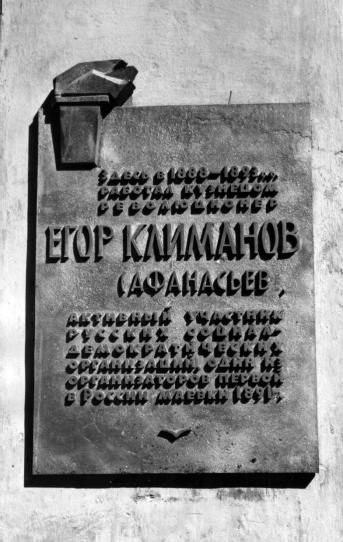 ЗДЕСЬ В 1888-1893 г.г.
РАБОТАЛ КУЗНЕЦОМ
РЕВОЛЮЦИОНЕР
ЕГОР КЛИМАНОВ
(АФАНАСЬЕВ),
АКТИВНЫЙ УЧАСТНИК
РУССКИХ СОЦИАЛ-
ДЕМОКРАТИЧЕСКИХ
ОРГАНИЗАЦИЙ, ОДИН ИЗ
ОРГАНИЗАТОРОВ ПЕРВОЙ
В РОССИИ МАЕВКИ 1891 г.